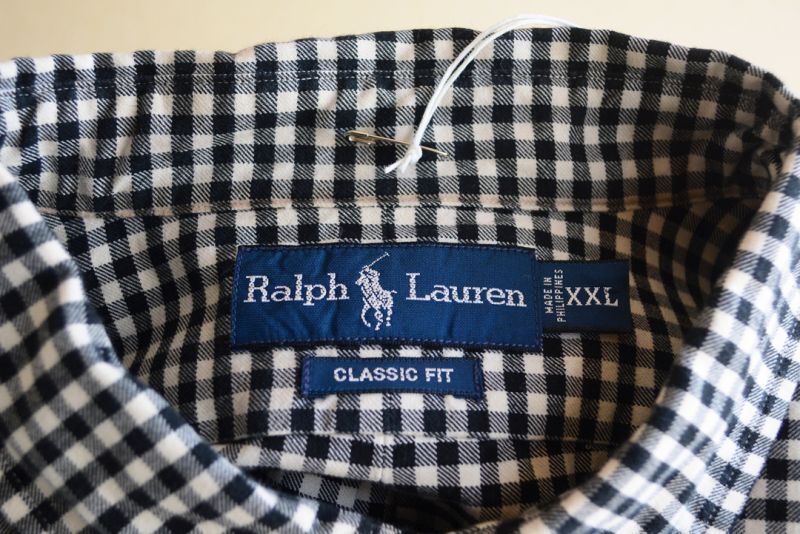 Ralph Lauren
MADE IN
PHILIPPINES
XXL
CLASSIC FIT